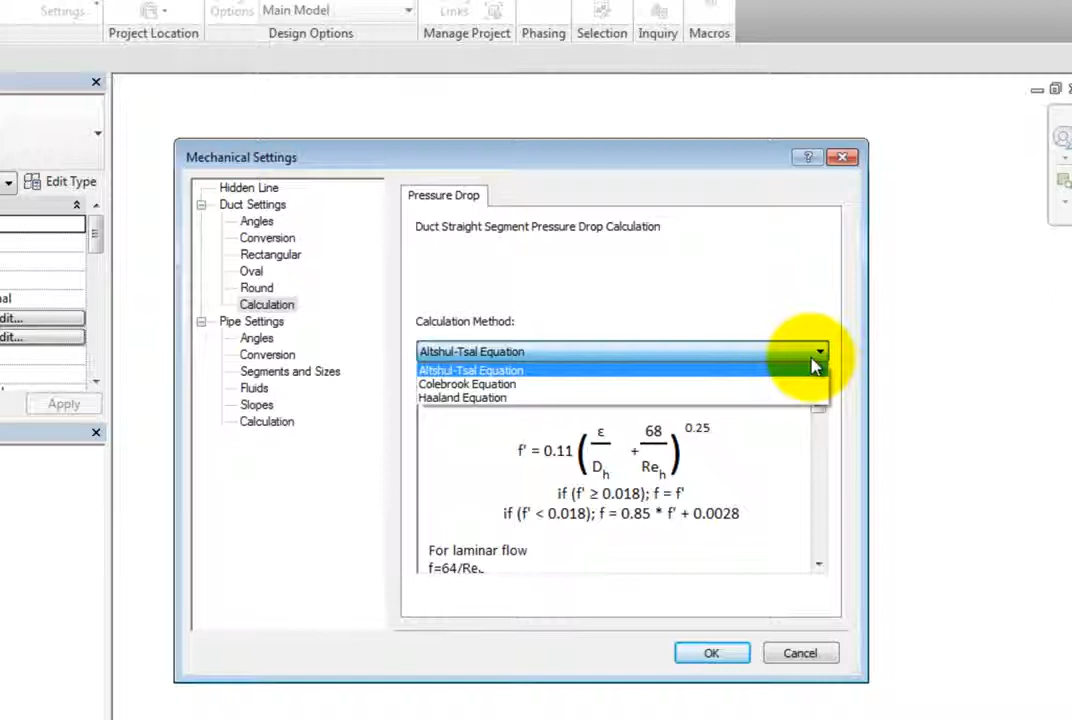 Settings
Options
Main Model
Links
Project Location
Design Options
Manage Project
Phasing
Selection
Inquiry
Macros
Edit Type
Apply
Mechanical Settings
Hidden Line
Duct Settings
Angles
Conversion
Rectangular
Oval
Round
Calculation
Pipe Settings
Angles
Conversion
Segments and Sizes
Fluids
Slopes
Calculation
Pressure Drop
Duct Straight Segment Pressure Drop Calculation
Calculation Method:
Altshul-Tsal Equation
Altshul-Tsal Equation
Colebrook Equation
Haaland Equation
f' = 0.11 ( ε / Dh + 68 / Reh ) 0.25
if (f' ≥ 0.018); f = f'
if (f' < 0.018); f = 0.85 * f' + 0.0028
For laminar flow
f=64/Re
OK
Cancel